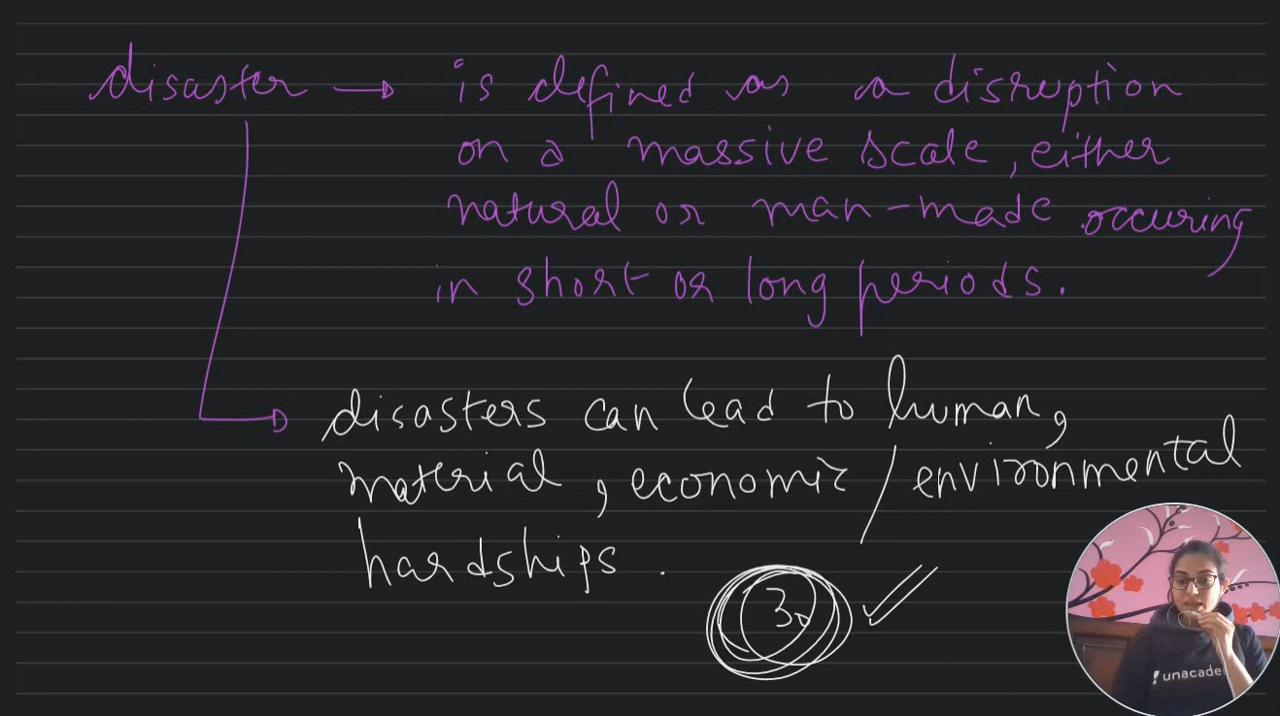 disaster → is defined as a disruption
on a massive scale, either
natural or man-made occuring
in short or long periods.
disasters can lead to human,
material, economic / environmental
hardships.
3.
unacade